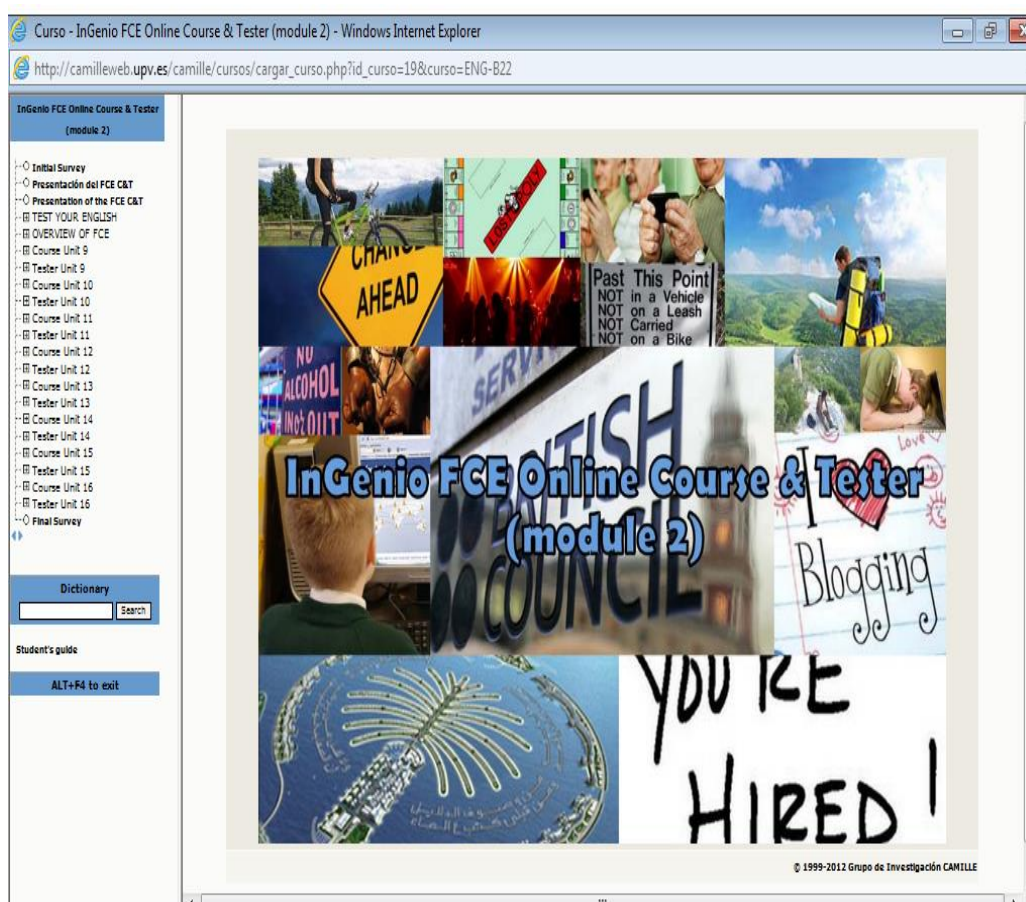 Curso - InGenio FCE Online Course & Tester (module 2) - Windows Internet Explorer
http://camilleweb.upv.es/camille/cursos/cargar_curso.php?id_curso=19&curso=ENG-B22
InGenio FCE Online Course & Tester
(module 2)
Initial Survey
Presentación del FCE C&T
Presentation of the FCE C&T
TEST YOUR ENGLISH
OVERVIEW OF FCE
Course Unit 9
Tester Unit 9
Course Unit 10
Tester Unit 10
Course Unit 11
Tester Unit 11
Course Unit 12
Tester Unit 12
Course Unit 13
Tester Unit 13
Course Unit 14
Tester Unit 14
Course Unit 15
Tester Unit 15
Course Unit 16
Tester Unit 16
Final Survey
Dictionary
Search
Student's guide
ALT+F4 to exit
LOSTOPOLY
CHANGE
AHEAD
Past This Point
NOT in a Vehicle
NOT on a Leash
NOT Carried
NOT on a Bike
NO
ALCOHOL
OUT
BRITISH
COUNCIL
InGenio FCE Online Course & Tester
(module 2)
Love
I
Blogging
YOU'RE
HIRED!
© 1999-2012 Grupo de Investigación CAMILLE